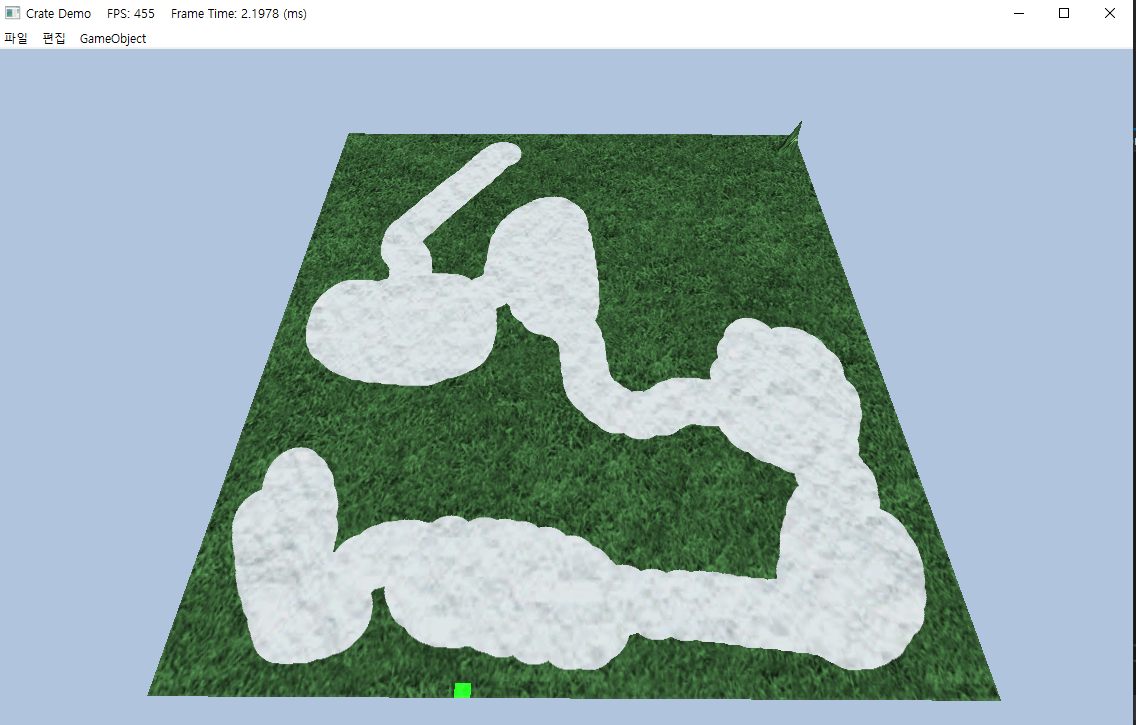 Crate Demo FPS: 455 Frame Time: 2.1978 (ms)
파일 편집 GameObject